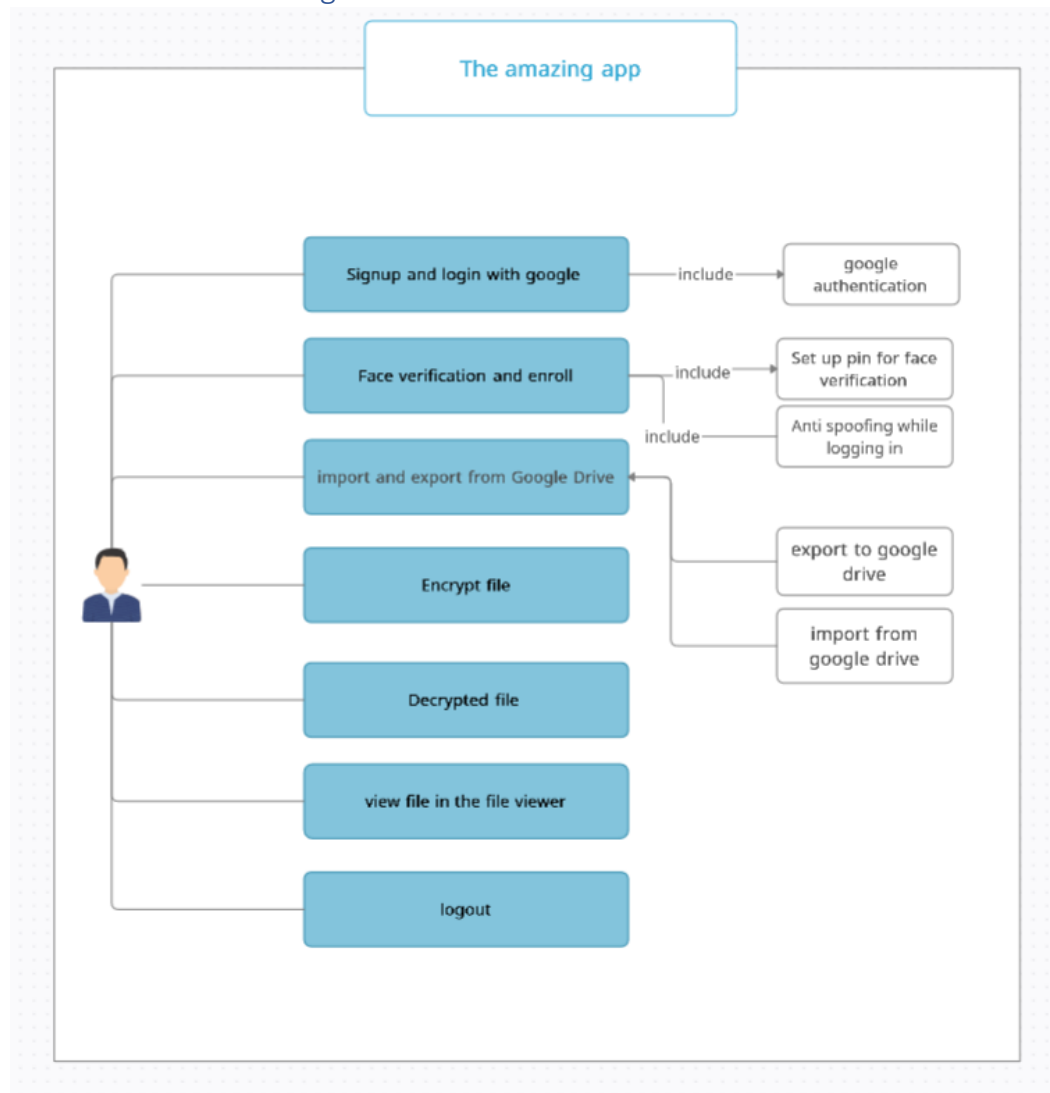 The amazing app
Signup and login with google
include
google
authentification
Face verification and enroll
include
Set up pin for face
verification
include
Anti spoofing while
logging in
import and export from Google Drive
export to google
drive
Encrypt file
import from
google drive
Decrypted file
view file in the file viewer
logout